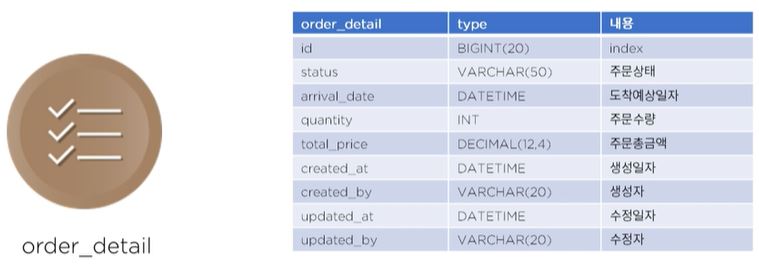 order_detail type 내용
id BIGINT(20) index
status VARCHAR(50) 주문상태
arrival_date DATETIME 도착예상일자
quantity INT 주문수량
total_price DECIMAL(12,4) 주문총금액
created_at DATETIME 생성일자
created_by VARCHAR(20) 생성자
updated_at DATETIME 수정일자
updated_by VARCHAR(20) 수정자
order_detail